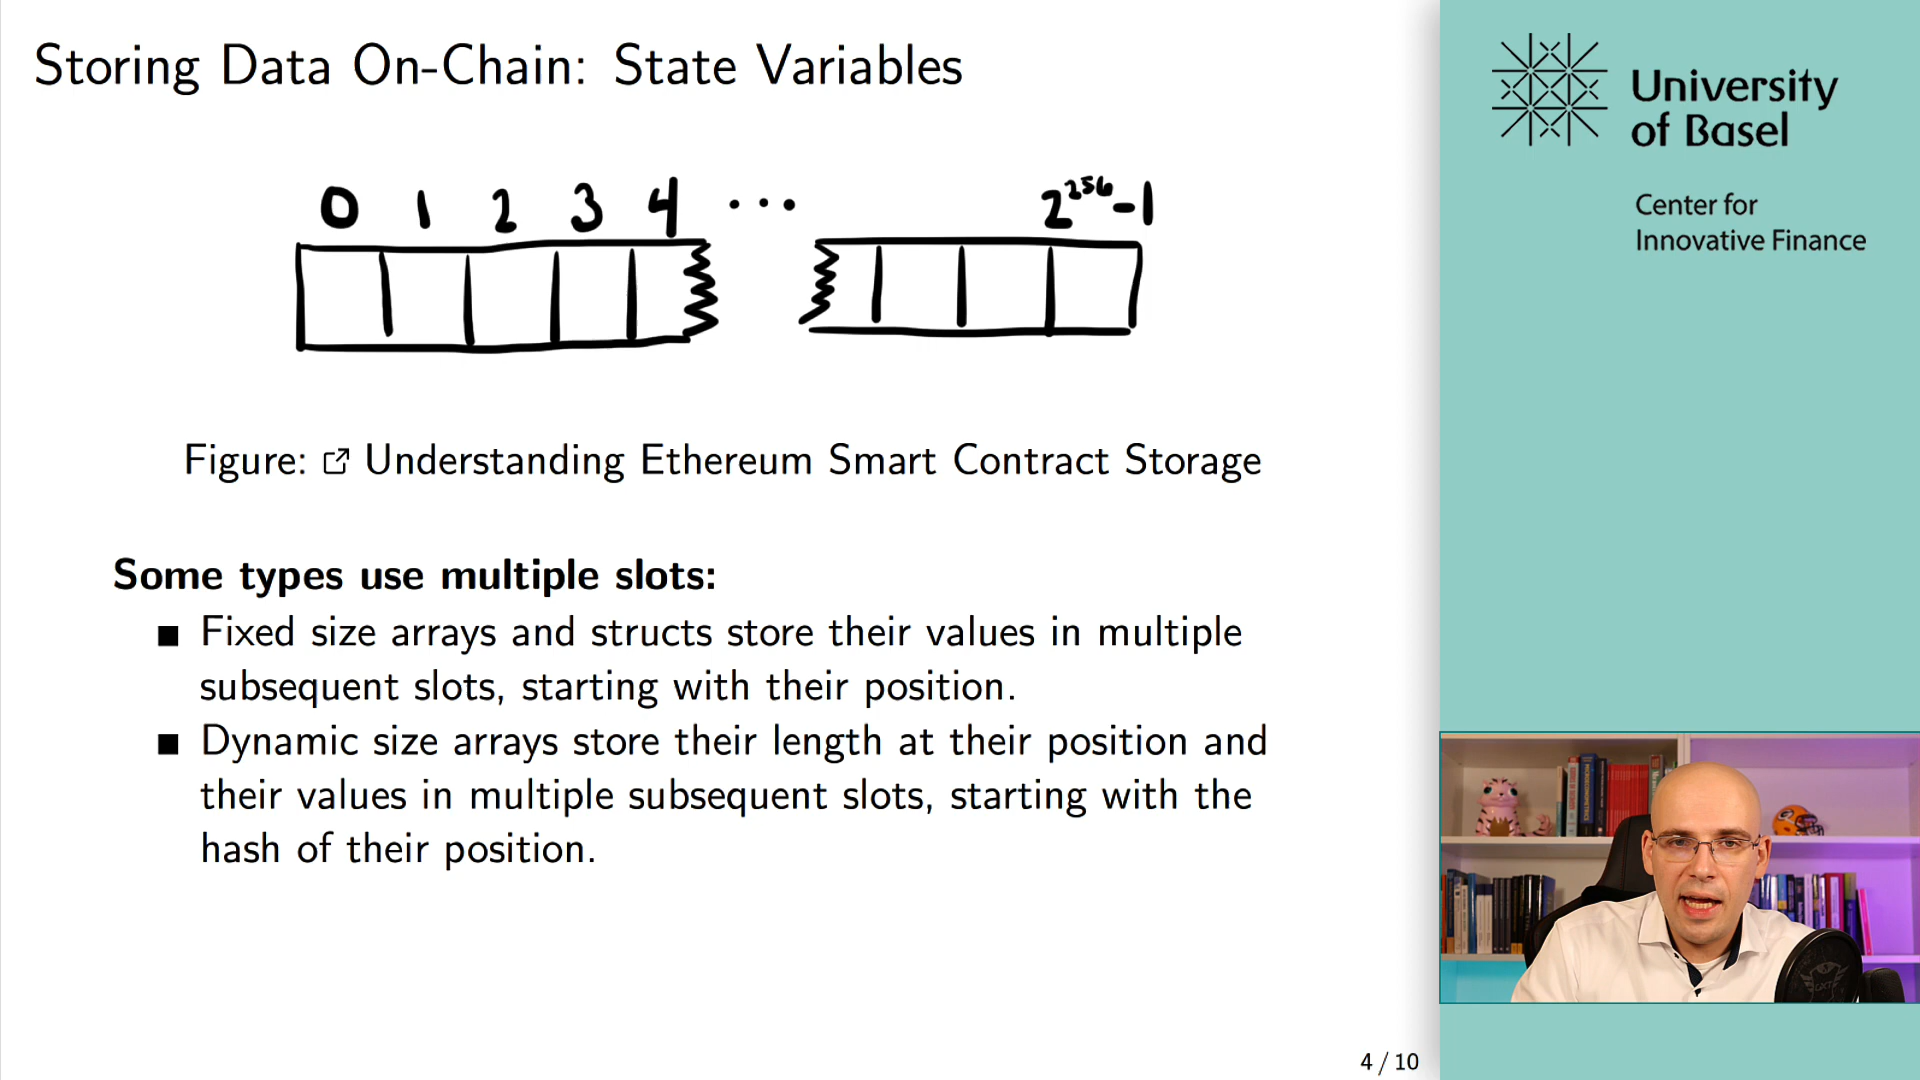 Storing Data On-Chain: State Variables
0 1 2 3 4 ... 2^256-1
Figure: Understanding Ethereum Smart Contract Storage
Some types use multiple slots:
■ Fixed size arrays and structs store their values in multiple
subsequent slots, starting with their position.
■ Dynamic size arrays store their length at their position and
their values in multiple subsequent slots, starting with the
hash of their position.
4 / 10
University
of Basel
Center for
Innovative Finance